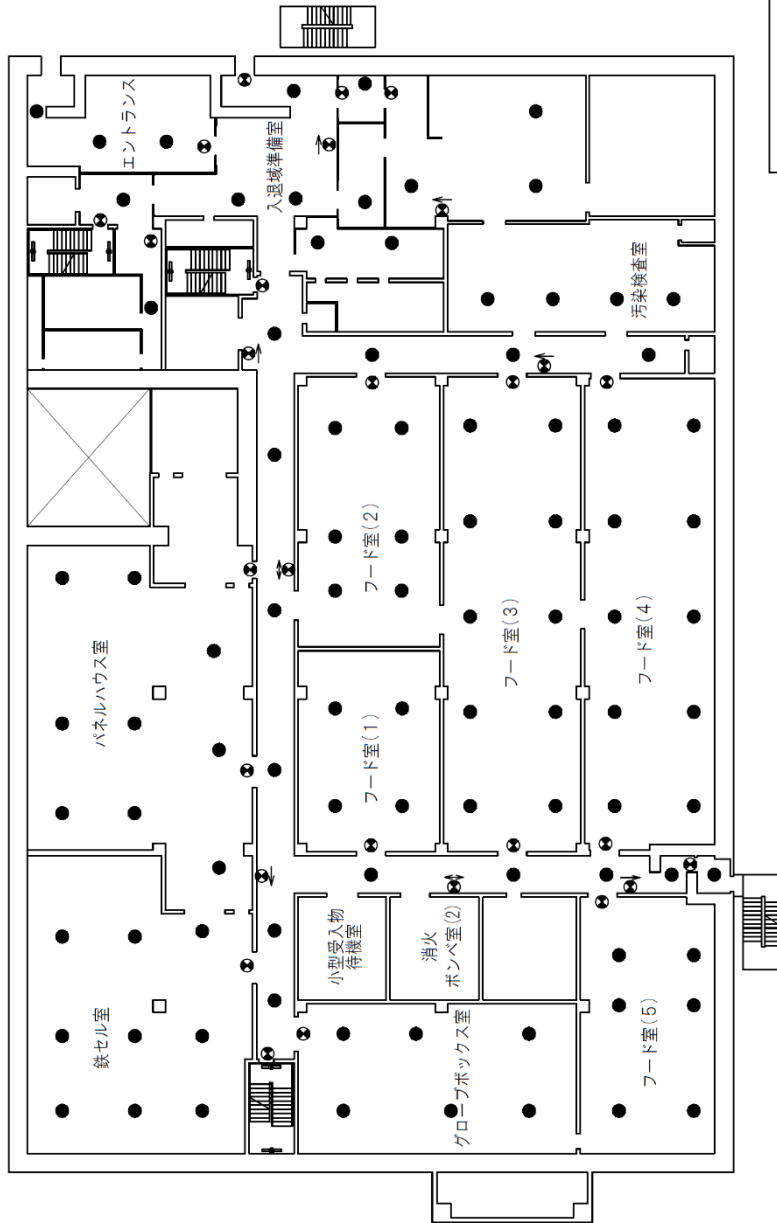 エントランス
入退域準備室
汚染検査室
パネルハウス室
フード室(2)
フード室(3)
フード室(4)
フード室(1)
鉄セル室
小型受入物
待機室
消火
ボンベ室(2)
グローブボックス室
フード室(5)